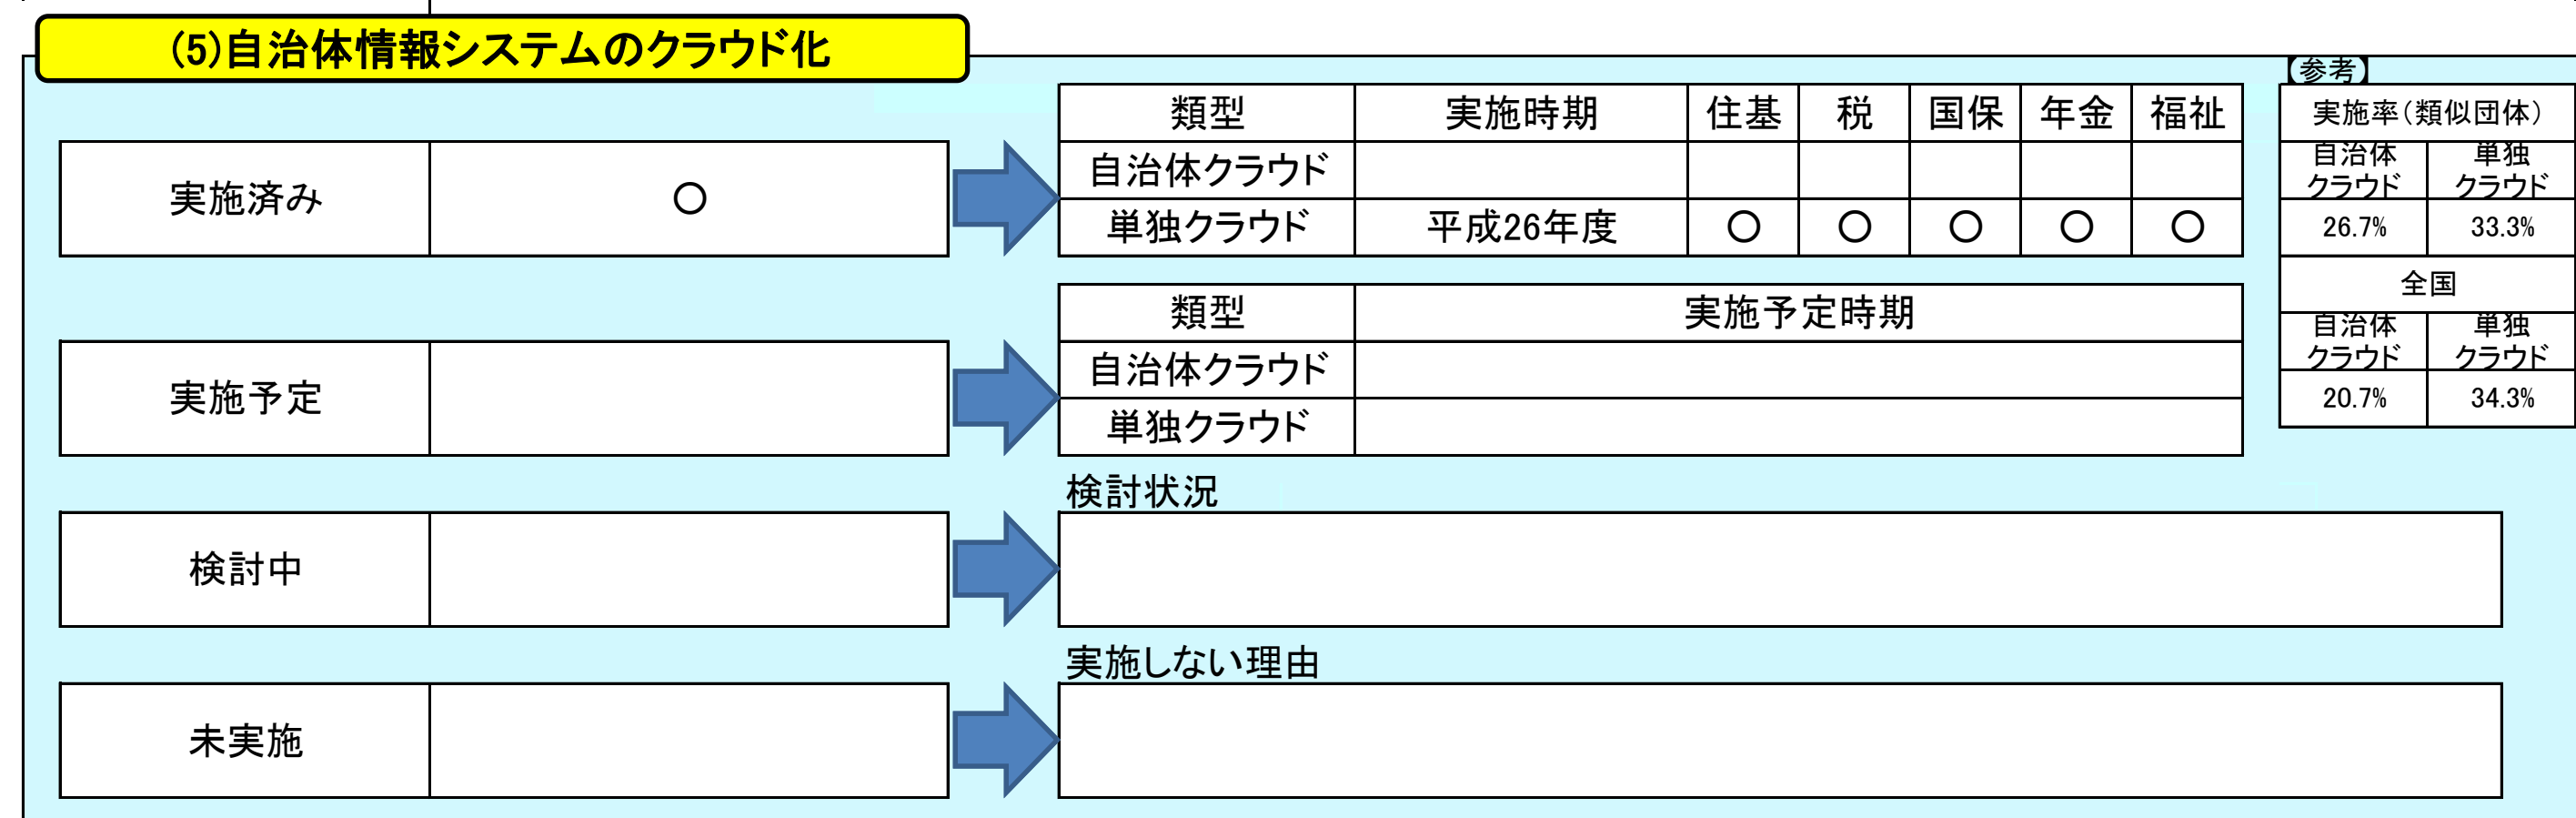 (5)自治体情報システムのクラウド化
【参考】
類型 実施時期 住基 税 国保 年金 福祉
実施率(類似団体)
実施済み ○
自治体クラウド
単独クラウド 平成26年度 ○ ○ ○ ○ ○
自治体
クラウド
単独
クラウド
26.7% 33.3%
全国
自治体
クラウド
単独
クラウド
20.7% 34.3%
類型 実施予定時期
実施予定
自治体クラウド
単独クラウド
検討状況
検討中
実施しない理由
未実施